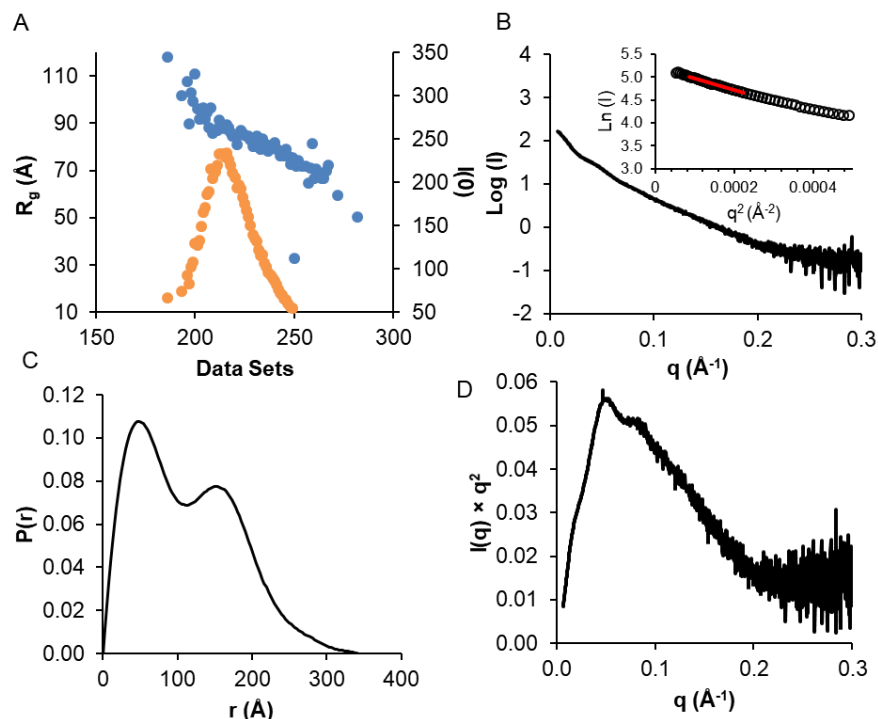 A
110
90
70
50
30
10
Rg (Å)
350
300
250
200
150
100
50
I(0)
150 200 250 300
Data Sets
B
4
3
2
1
0
-1
-2
Log (I)
0.0 0.1 0.2 0.3
q (Å-1)
5.5
5.0
4.5
4.0
3.5
3.0
Ln (I)
0 0.0002 0.0004
q2 (Å-2)
C
0.12
0.10
0.08
0.06
0.04
0.02
0.00
P(r)
0 100 200 300 400
r (Å)
D
0.06
0.05
0.04
0.03
0.02
0.01
0.00
I(q) × q2
0.0 0.1 0.2 0.3
q (Å-1)